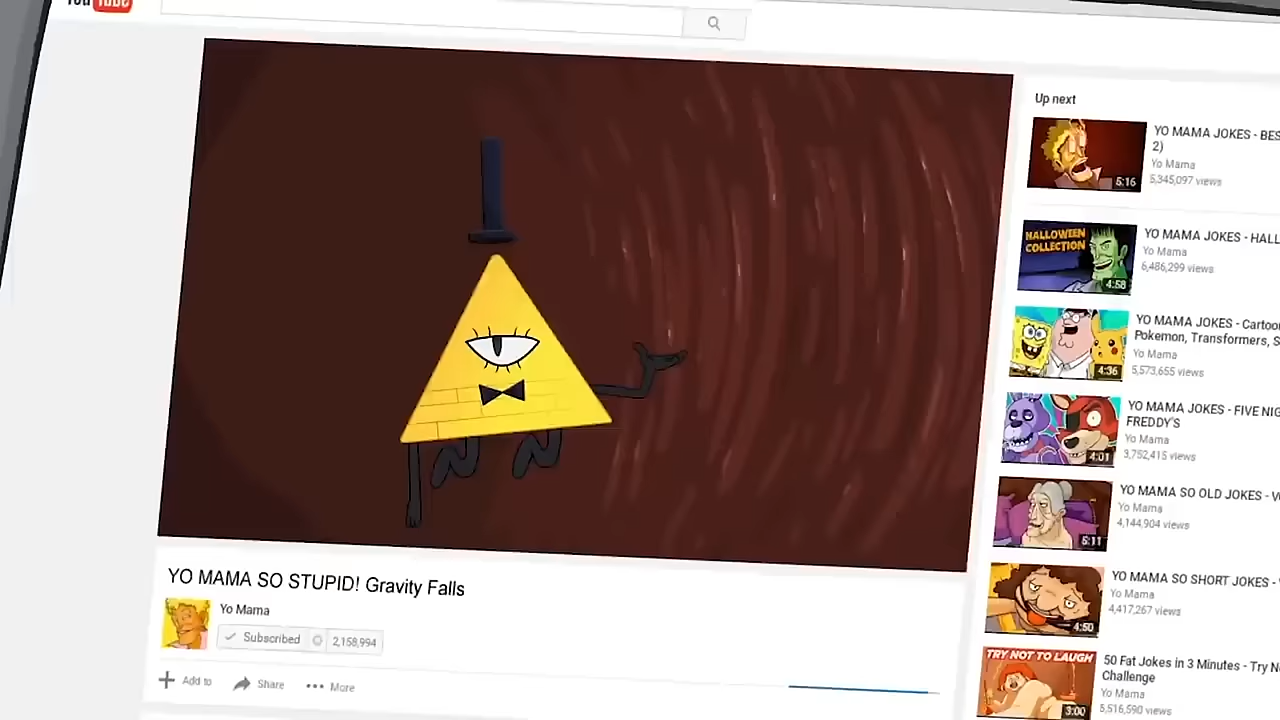 YouTube
Up next
YO MAMA JOKES - BES
2)
Yo Mama
5,345,097 views
5:16
HALLOWEEN
COLLECTION
4:58
YO MAMA JOKES - HALL
Yo Mama
6,486,299 views
4:36
YO MAMA JOKES - Cartoo
Pokemon, Transformers, S
Yo Mama
5,573,655 views
4:01
YO MAMA JOKES - FIVE NIG
FREDDY'S
Yo Mama
3,752,415 views
5:11
YO MAMA SO OLD JOKES - 
Yo Mama
4,144,904 views
4:50
YO MAMA SO SHORT JOKES -
Yo Mama
4,417,267 views
TRY NOT TO LAUGH
3:00
50 Fat Jokes in 3 Minutes - Try N
Challenge
Yo Mama
5,516,590 views
YO MAMA SO STUPID! Gravity Falls
Yo Mama
Subscribed 2,158,994
Add to Share More